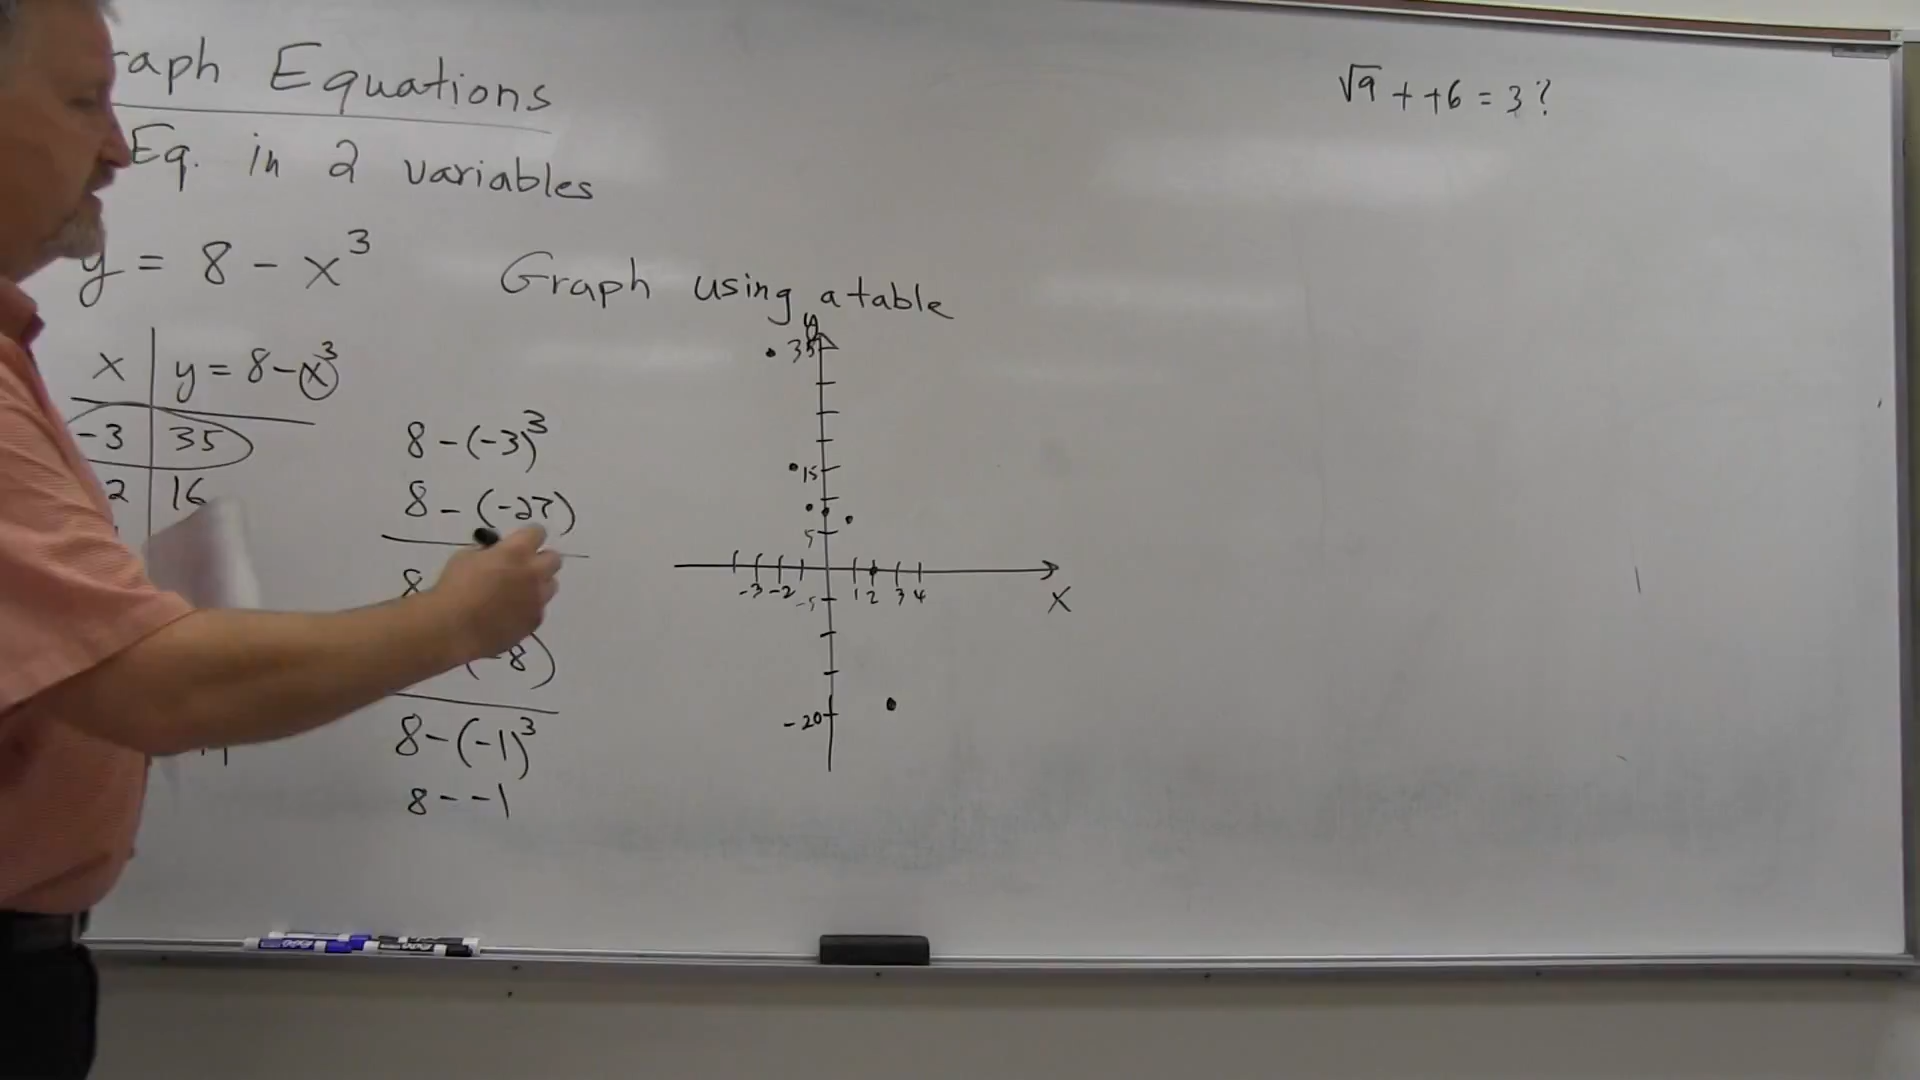 raph Equations
Eq. in 2 variables
y = 8 - x³
Graph using a table
x | y = 8 - x³
-3 | 35
2 | 16
8 - (-3)³
8 - (-27)
8
(-8)
8 - (-1)³
8 - -1
y
35
15
5
-3 -2 1 2 3 4
-5
x
-20
√9 + +6 = 3?